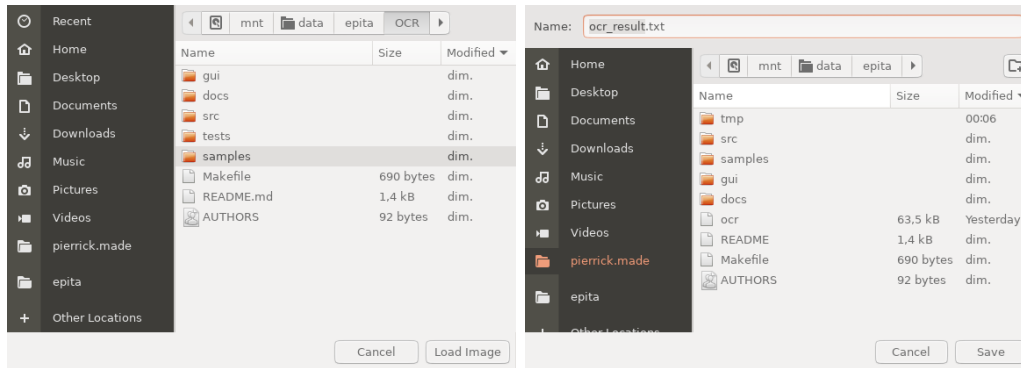 Recent
Home
Desktop
Documents
Downloads
Music
Pictures
Videos
pierrick.made
epita
Other Locations
mnt data epita OCR
Name Size Modified
gui dim.
docs dim.
src dim.
tests dim.
samples dim.
Makefile 690 bytes dim.
README.md 1,4 kB dim.
AUTHORS 92 bytes dim.
Cancel Load Image
Name: ocr_result.txt
Home
Desktop
Documents
Downloads
Music
Pictures
Videos
pierrick.made
epita
Other Locations
mnt data epita
Name Size Modified
tmp 00:06
src dim.
samples dim.
gui dim.
docs dim.
ocr 63,5 kB Yesterday
README 1,4 kB dim.
Makefile 690 bytes dim.
AUTHORS 92 bytes dim.
Cancel Save